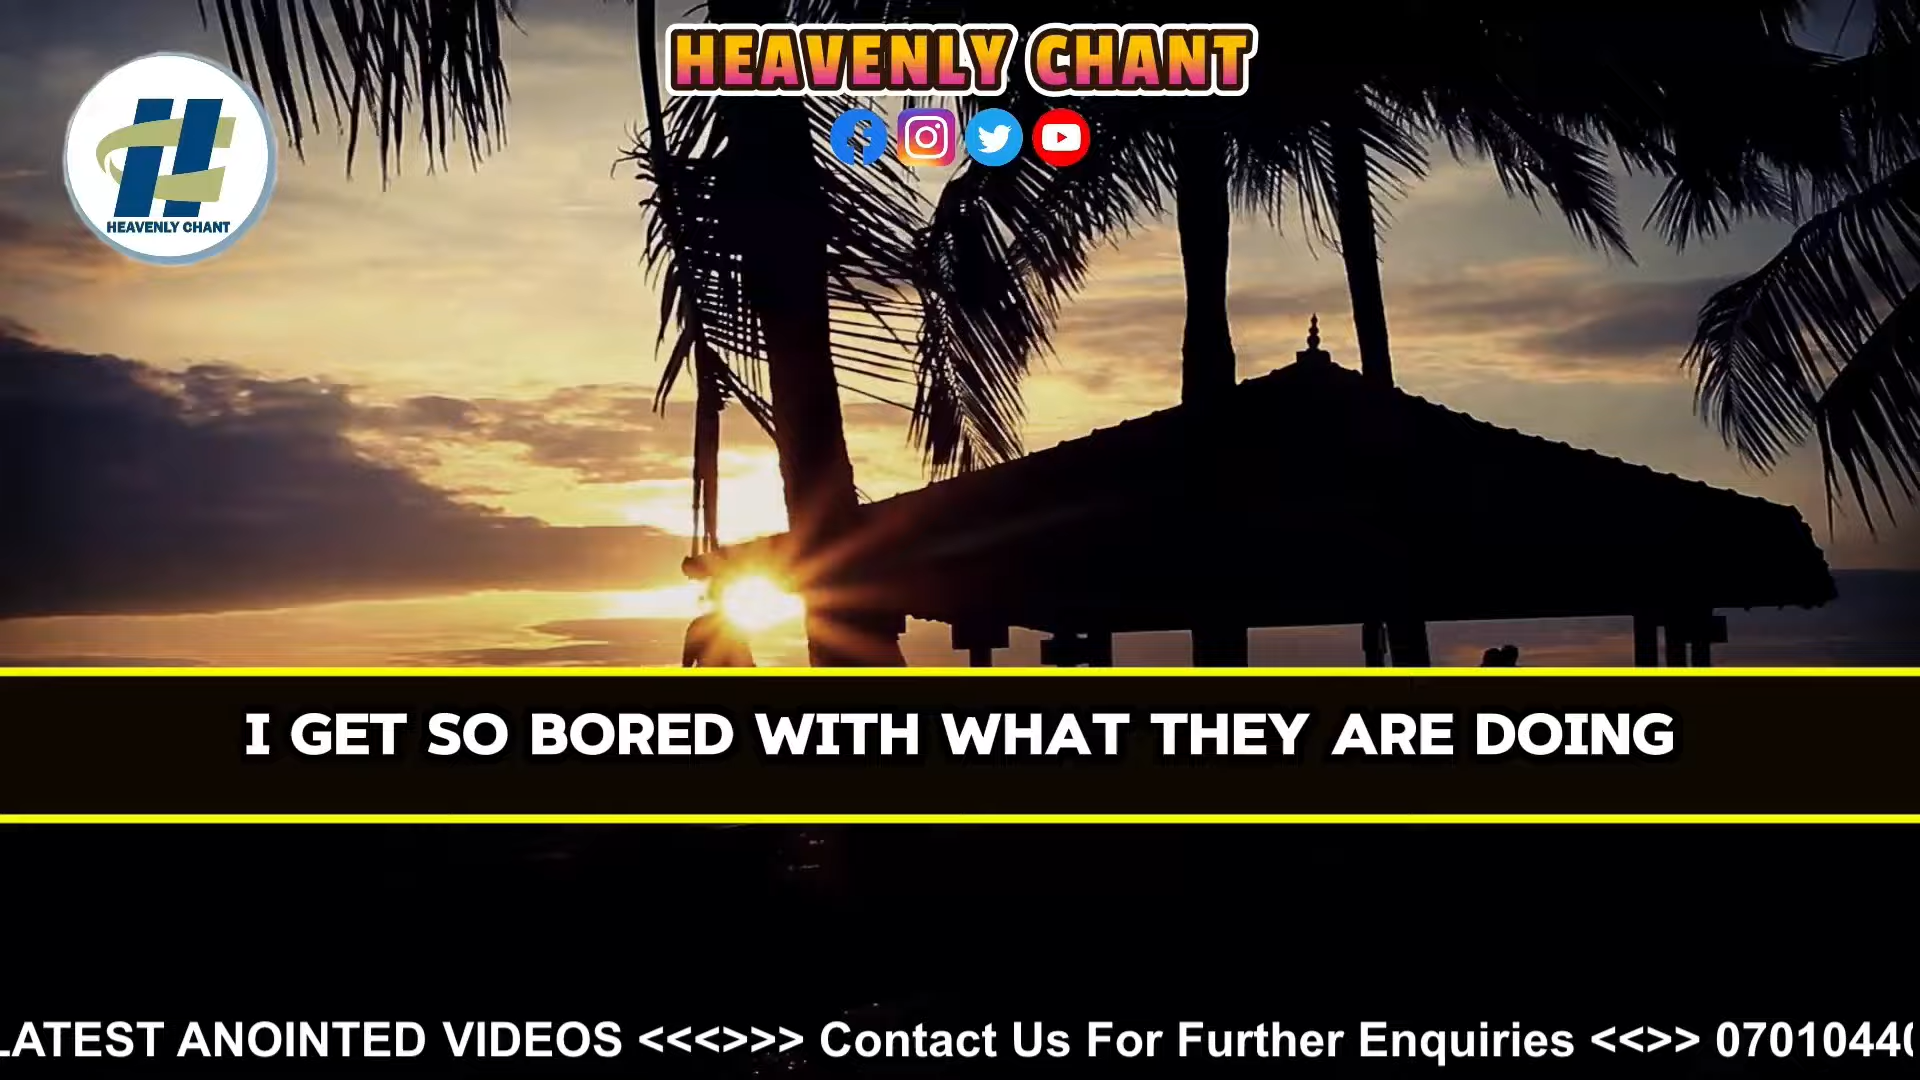 HEAVENLY CHANT
HEAVENLY CHANT
I GET SO BORED WITH WHAT THEY ARE DOING
LATEST ANOINTED VIDEOS <<<>>> Contact Us For Further Enquiries <<>> 0701044